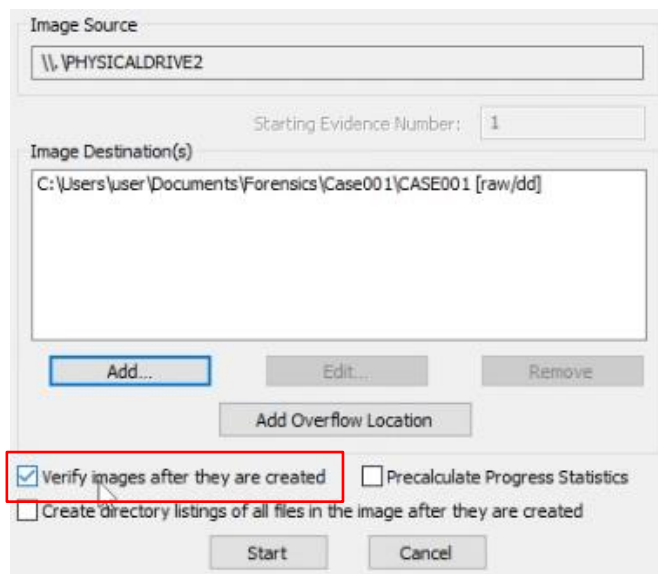 Image Source
\\.\PHYSICALDRIVE2
Starting Evidence Number: 1
Image Destination(s)
C:\Users\user\Documents\Forensics\Case001\CASE001 [raw/dd]
Add... Edit... Remove
Add Overflow Location
Verify images after they are created Precalculate Progress Statistics
Create directory listings of all files in the image after they are created
Start Cancel